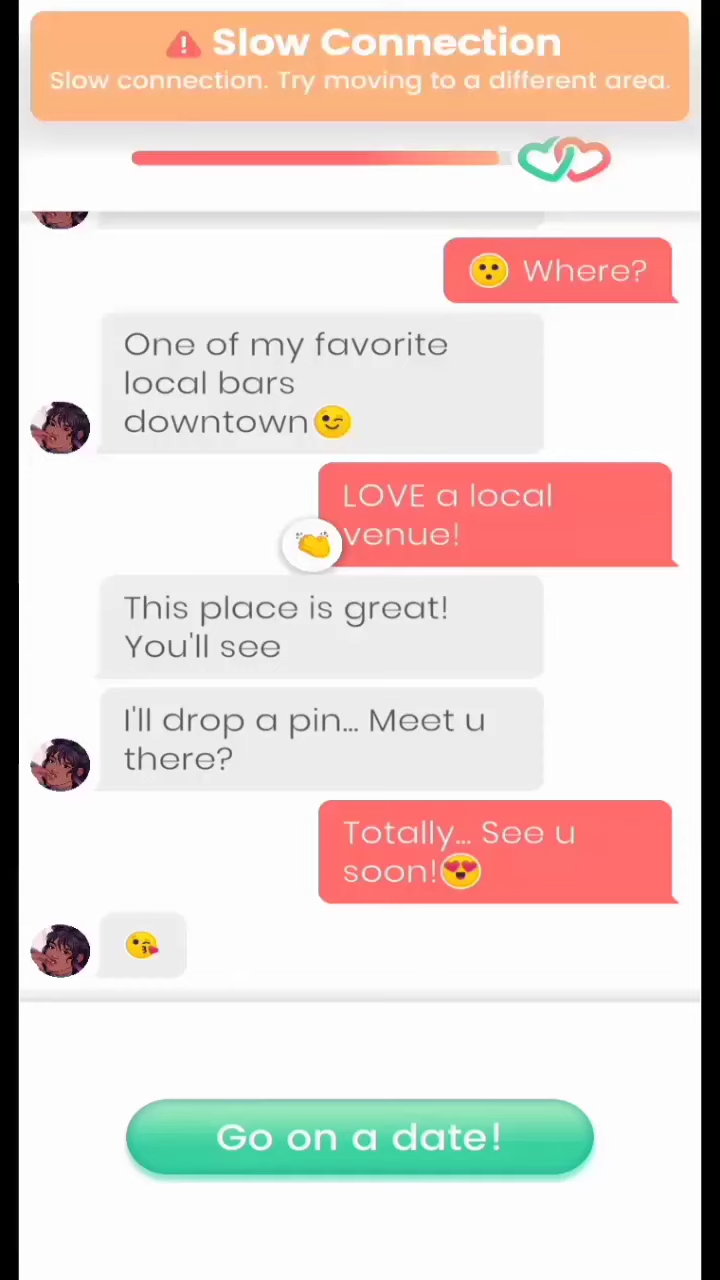 Slow Connection
Slow connection. Try moving to a different area.
😯 Where?
One of my favorite
local bars
downtown😉
LOVE a local
venue!
This place is great!
You'll see
I'll drop a pin... Meet u
there?
Totally... See u
soon!😍
😘
Go on a date!